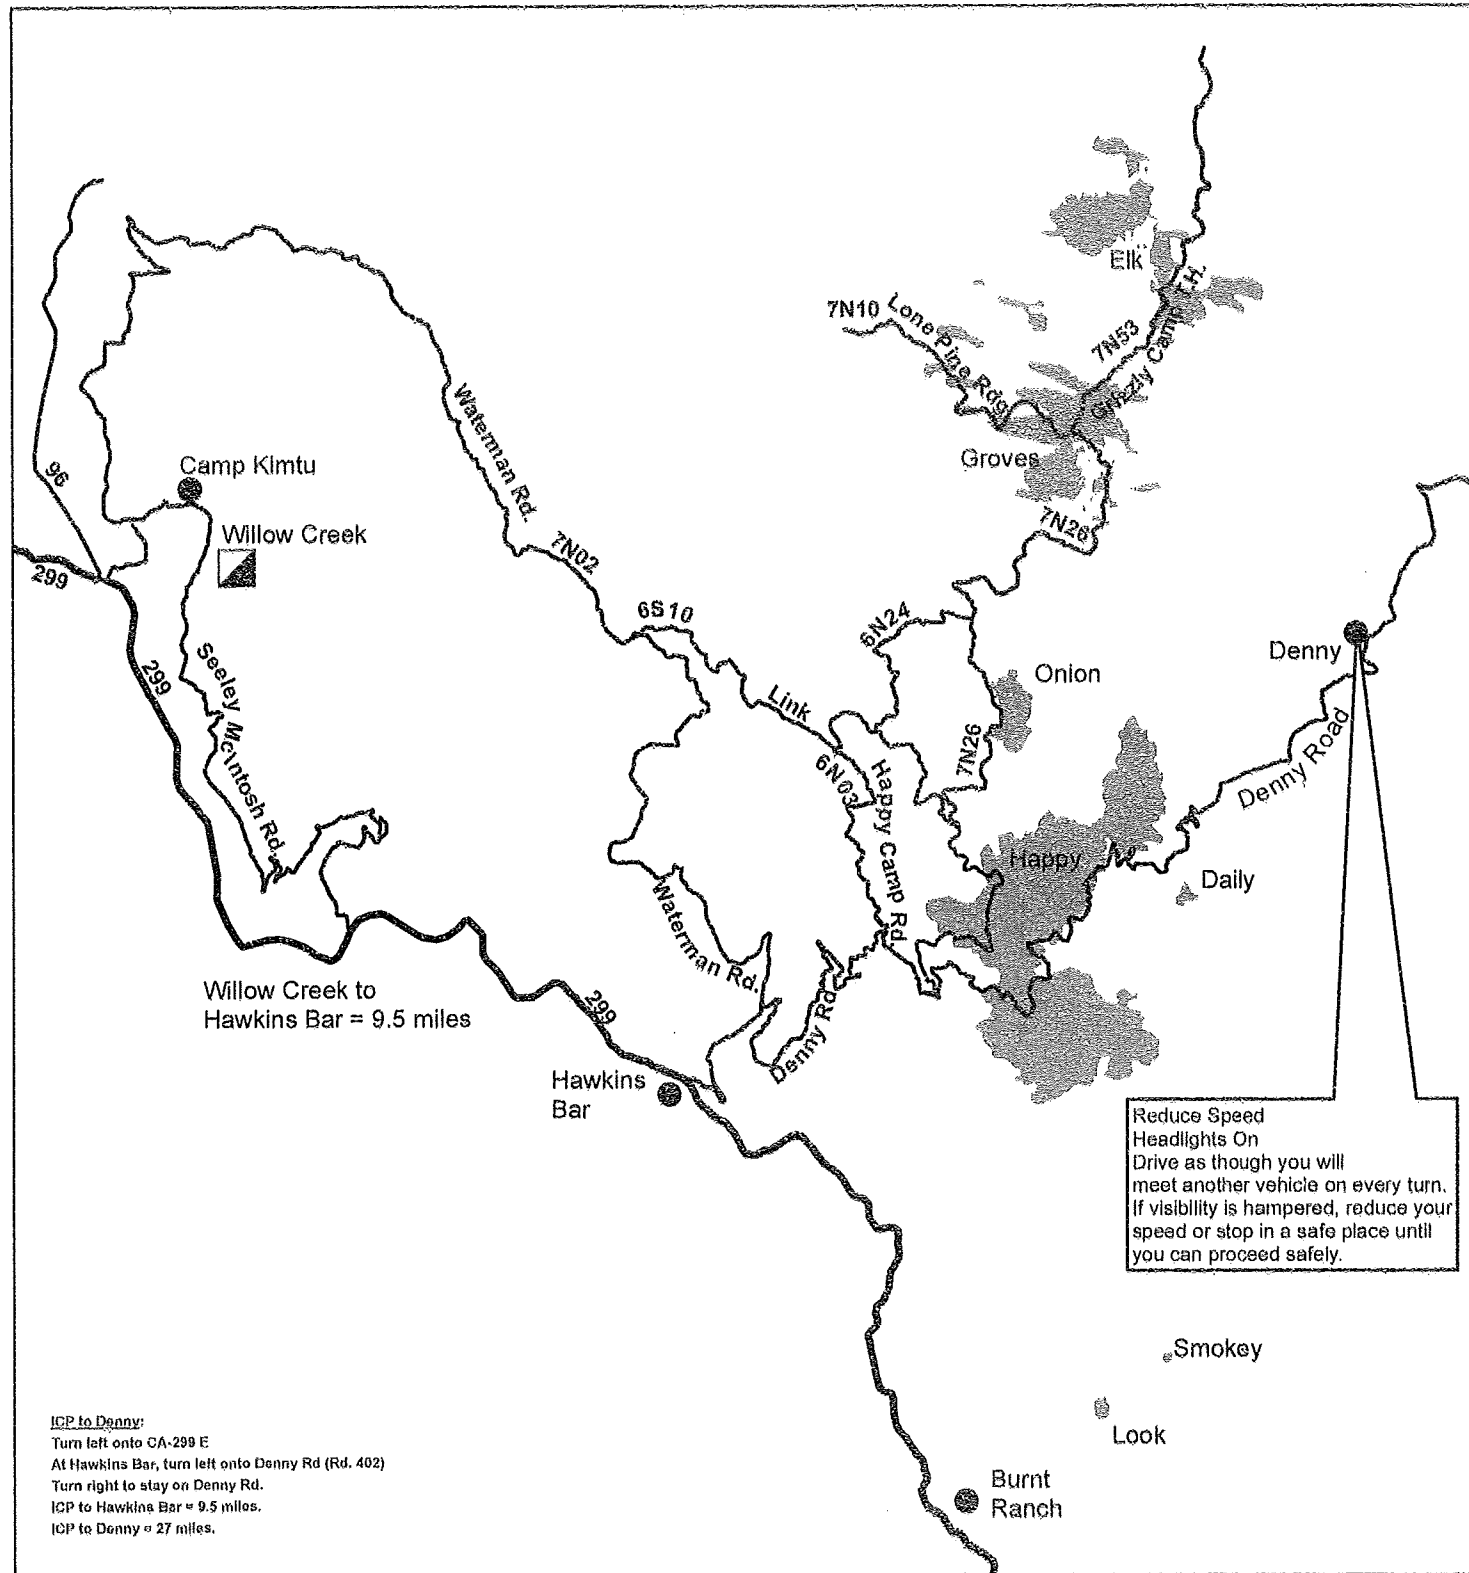 Elk
7N10
Lone Pine Rdg
7N53
Grizzly Camp T.H.
Waterman Rd.
Groves
96
Camp Kimtu
Willow Creek
299
7N02
7N26
6S10
6N24
Denny
Onion
299
Seeley McIntosh Rd.
Link
7N26
Denny Road
6N03
Happy Camp Rd.
Happy
Daily
Waterman Rd.
Willow Creek to
Hawkins Bar = 9.5 miles
299
Denny Rd
Hawkins
Bar
Reduce Speed
Headlights On
Drive as though you will
meet another vehicle on every turn.
If visibility is hampered, reduce your
speed or stop in a safe place until
you can proceed safely.
Smokey
Look
ICP to Denny:
Turn left onto CA-299 E
At Hawkins Bar, turn left onto Denny Rd (Rd. 402)
Turn right to stay on Denny Rd.
ICP to Hawkins Bar = 9.5 miles.
ICP to Denny = 27 miles.
Burnt
Ranch